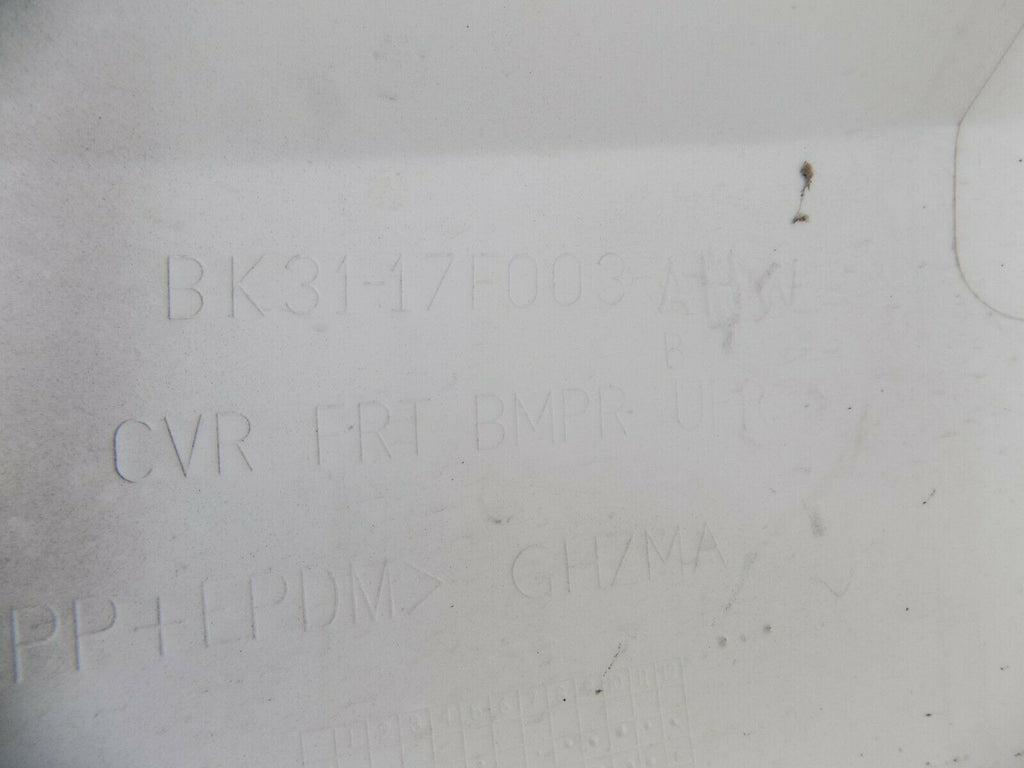 BK31-17F003-
B
CVR FRT BMPR
PP+EPDM> GHZMA